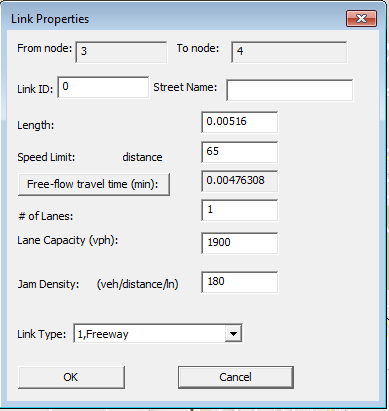 Link Properties
From node: 3 To node: 4
Link ID: 0 Street Name:
Length: 0.00516
Speed Limit: distance 65
Free-flow travel time (min): 0.00476308
# of Lanes: 1
Lane Capacity (vph): 1900
Jam Density: (veh/distance/ln) 180
Link Type: 1,Freeway
OK Cancel